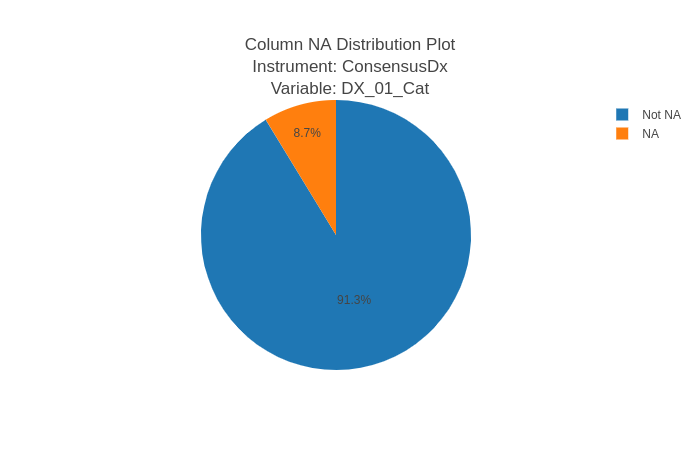 Column NA Distribution Plot
Instrument: ConsensusDx
Variable: DX_01_Cat
Not NA
NA
8.7%
91.3%